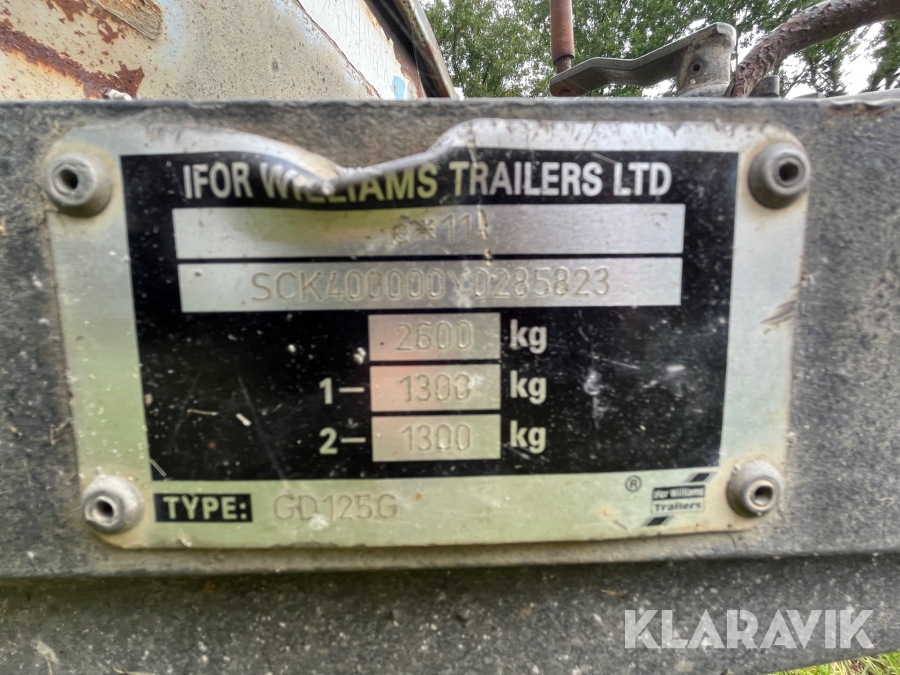 IFOR WILLIAMS TRAILERS LTD
d*114
SCK400000Y0285823
2600 kg
1– 1300 kg
2– 1300 kg
TYPE: GD125G
®
Ifor Williams
Trailers
KLARAVIK